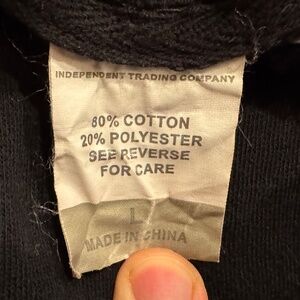 INDEPENDENT TRADING COMPANY
80% COTTON
20% POLYESTER
SEE REVERSE
FOR CARE
L
MADE IN CHINA